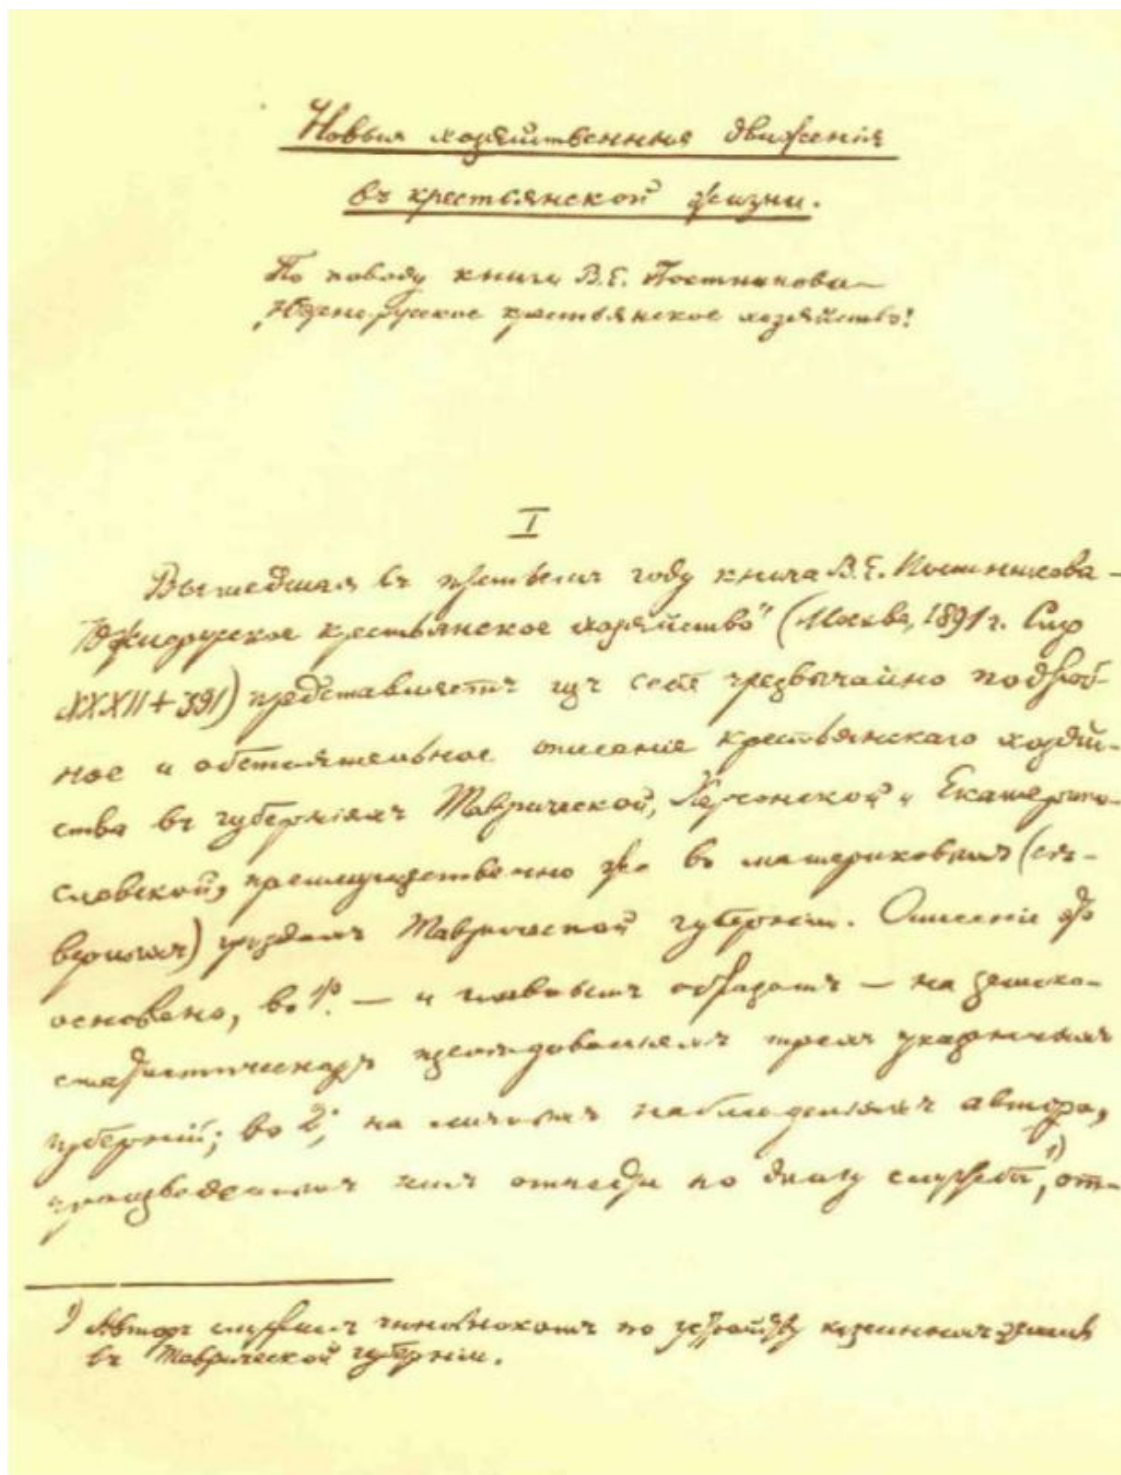 Новыя хозяйственныя движенія
въ крестьянской жизни.
По поводу книги В.Е. Постникова —
„Южно-русское крестьянское хозяйство“
I
Вышедшая въ третьемъ году книга В.Е. Постникова —
„Южнорусское крестьянское хозяйство“ (Москва, 1891 г. Стр
XXXII + 391) представляетъ изъ себя чрезвычайно подроб-
ное и обстоятельное описаніе крестьянскаго хозяй-
ства въ губерніяхъ Таврической, Херсонской и Екатерино-
славской, преимущественно же въ материковыхъ (сѣ-
верныхъ) уѣздахъ Таврической губерніи. Описаніе это
основано, во 1х. — и главнымъ образомъ — на земско-
статистическихъ изслѣдованіяхъ трехъ указанныхъ
губерній; во 2х, на личныхъ наблюденіяхъ автора,
произведенныхъ имъ отчасти по долгу службы 1), от-
1) Авторъ служилъ чиновникомъ по устройству казенныхъ земель
въ Таврической губерніи.